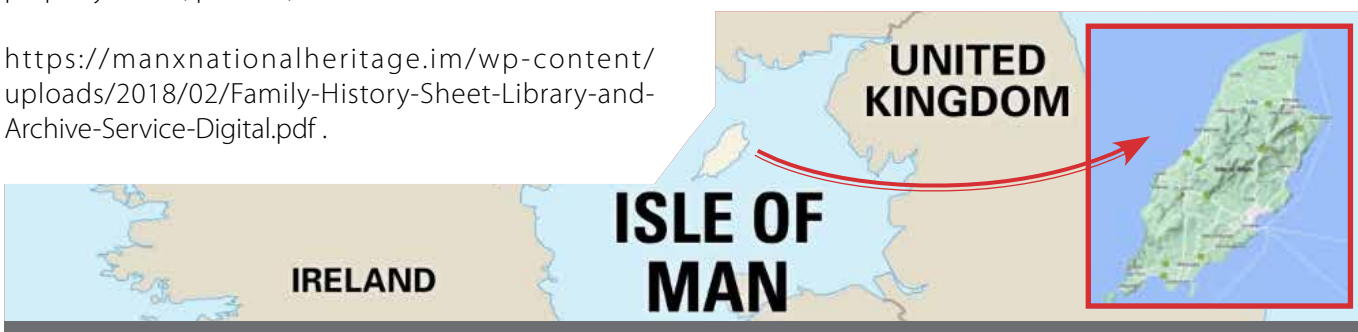 https://manxnationalheritage.im/wp-content/
uploads/2018/02/Family-History-Sheet-Library-and-
Archive-Service-Digital.pdf .
UNITED
KINGDOM
ISLE OF
MAN
IRELAND